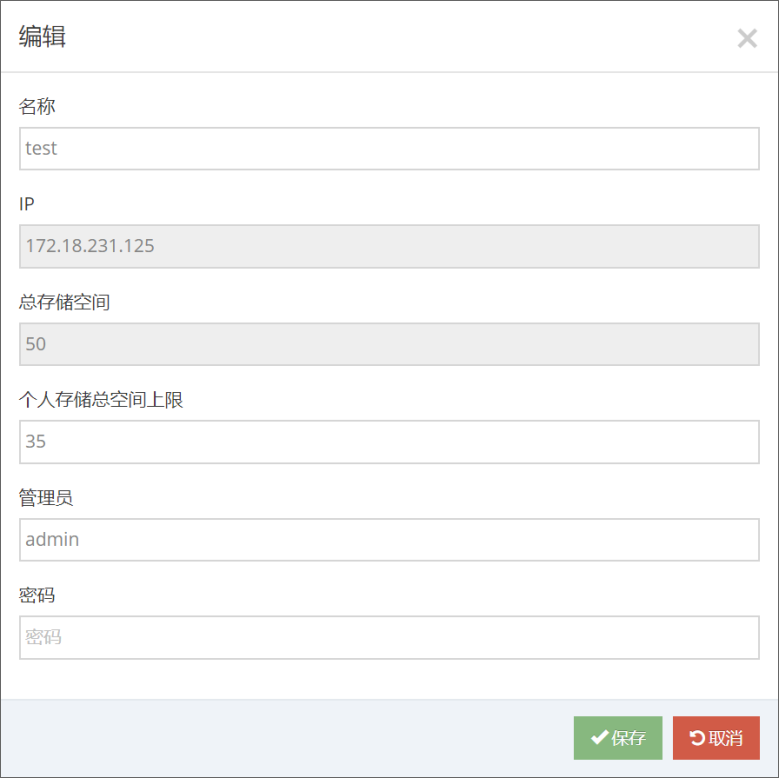 编辑
名称
test
IP
172.18.231.125
总存储空间
50
个人存储总空间上限
35
管理员
admin
密码
密码
保存 取消